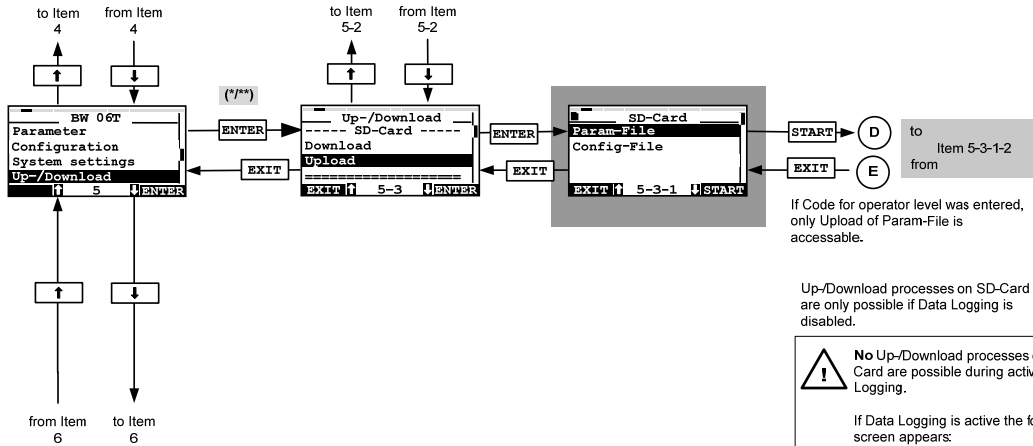 to Item
4
from Item
4
to Item
5-2
from Item
5-2
↑
↓
↑
↓
(*/**)
BW 06T
Parameter
Configuration
System settings
Up-/Download
↑ 5 ↓ ENTER
ENTER
EXIT
Up-/Download
----- SD-Card -----
Download
Upload
===================
EXIT ↑ 5-3 ↓ ENTER
ENTER
EXIT
SD-Card
Param-File
Config-File
EXIT ↑ 5-3-1 ↓ START
START
D
EXIT
E
to
Item 5-3-1-2
from
If Code for operator level was entered,
only Upload of Param-File is
accessable.
Up-/Download processes on SD-Card
are only possible if Data Logging is
disabled.
! No Up-/Download processes
Card are possible during
Logging.
If Data Logging is active the
screen appears:
↑
↓
from Item
6
to Item
6